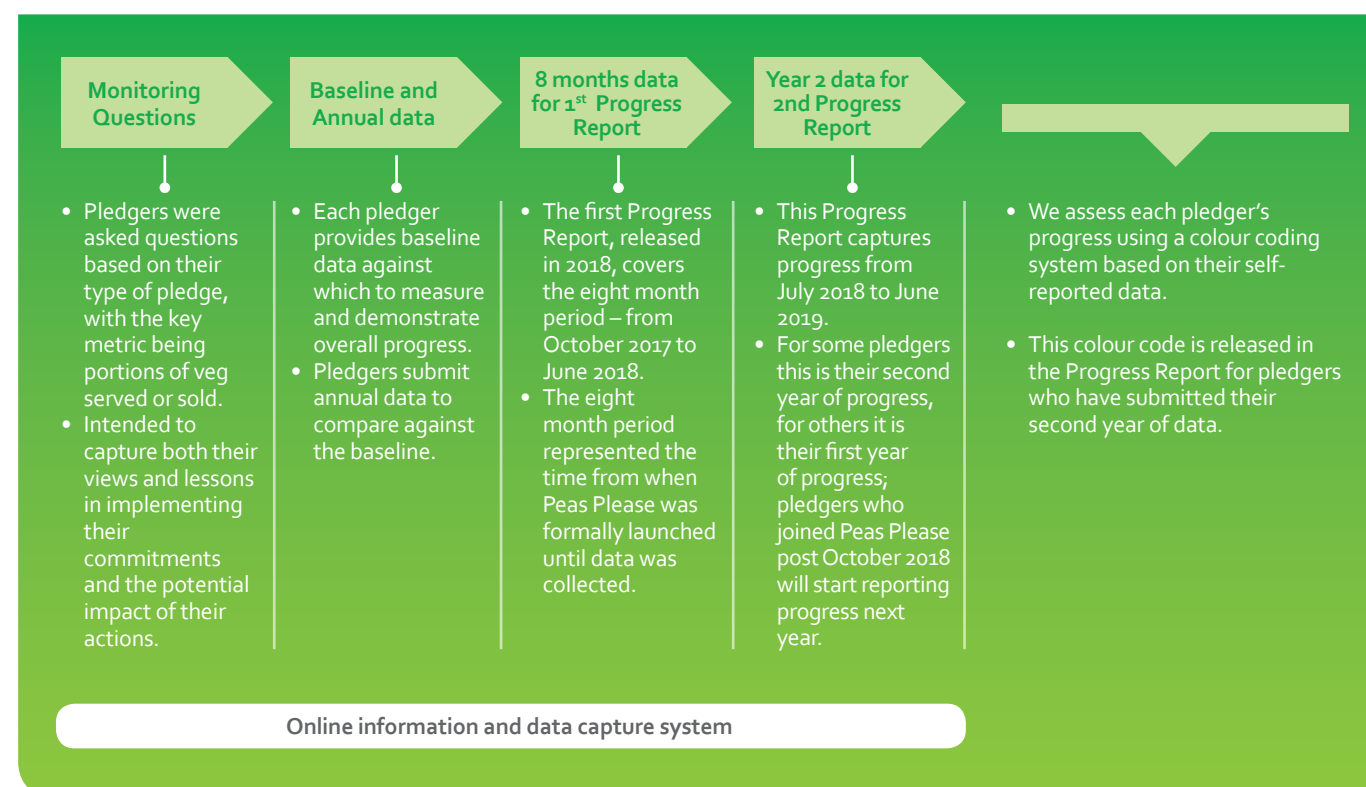 Monitoring
Questions
Baseline and
Annual data
8 months data
for 1st Progress
Report
Year 2 data for
2nd Progress
Report
• Pledgers were
asked questions
based on their
type of pledge,
with the key
metric being
portions of veg
served or sold.
• Intended to
capture both their
views and lessons
in implementing
their
commitments
and the potential
impact of their
actions.
• Each pledger
provides baseline
data against
which to measure
and demonstrate
overall progress.
• Pledgers submit
annual data to
compare against
the baseline.
• The first Progress
Report, released
in 2018, covers
the eight month
period – from
October 2017 to
June 2018.
• The eight
month period
represented the
time from when
Peas Please was
formally launched
until data was
collected.
• This Progress
Report captures
progress from
July 2018 to June
2019.
• For some pledgers
this is their second
year of progress,
for others it is
their first year
of progress;
pledgers who
joined Peas Please
post October 2018
will start reporting
progress next
year.
• We assess each pledger's
progress using a colour coding
system based on their self-
reported data.
• This colour code is released in
the Progress Report for pledgers
who have submitted their
second year of data.
Online information and data capture system